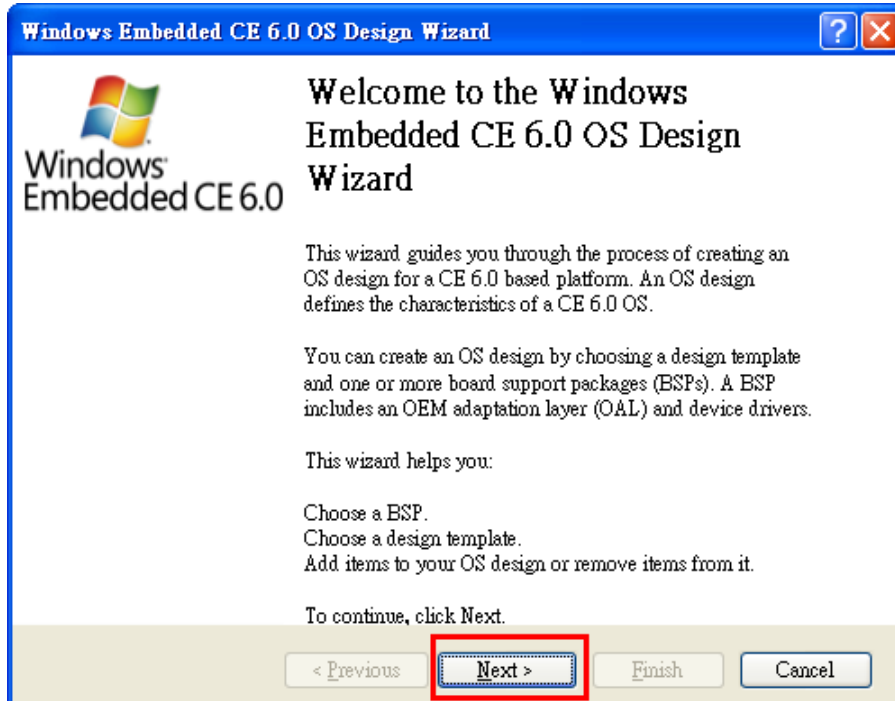 Windows Embedded CE 6.0 OS Design Wizard
?
Windows
Embedded CE 6.0
Welcome to the Windows
Embedded CE 6.0 OS Design
Wizard
This wizard guides you through the process of creating an
OS design for a CE 6.0 based platform. An OS design
defines the characteristics of a CE 6.0 OS.
You can create an OS design by choosing a design template
and one or more board support packages (BSPs). A BSP
includes an OEM adaptation layer (OAL) and device drivers.
This wizard helps you:
Choose a BSP.
Choose a design template.
Add items to your OS design or remove items from it.
To continue, click Next.
< Previous
Next >
Finish
Cancel